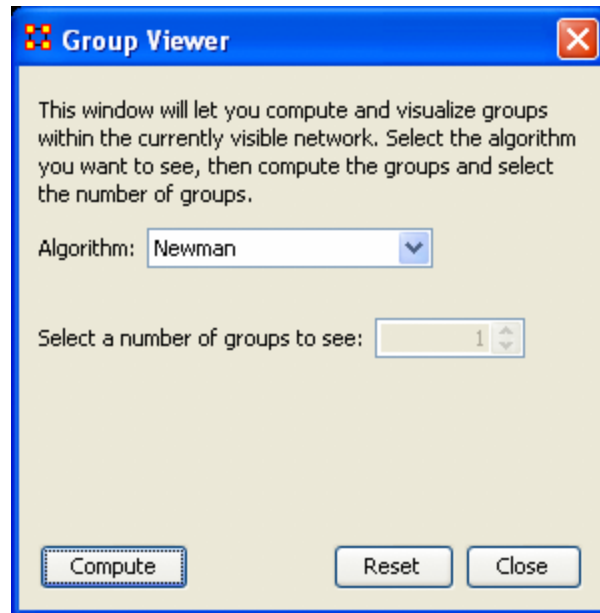 Group Viewer
This window will let you compute and visualize groups
within the currently visible network. Select the algorithm
you want to see, then compute the groups and select
the number of groups.
Algorithm: Newman
Select a number of groups to see: 1
Compute Reset Close